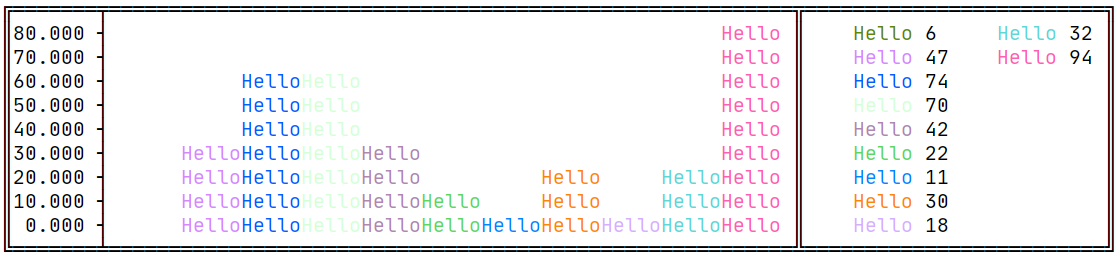 80.000 Hello Hello 6 Hello 32
70.000 Hello Hello 47 Hello 94
60.000 HelloHello Hello Hello 74
50.000 HelloHello Hello Hello 70
40.000 HelloHello Hello Hello 42
30.000 HelloHelloHelloHello Hello Hello 22
20.000 HelloHelloHelloHello Hello HelloHello Hello 11
10.000 HelloHelloHelloHelloHello Hello HelloHello Hello 30
0.000 HelloHelloHelloHelloHelloHelloHelloHelloHelloHello Hello 18